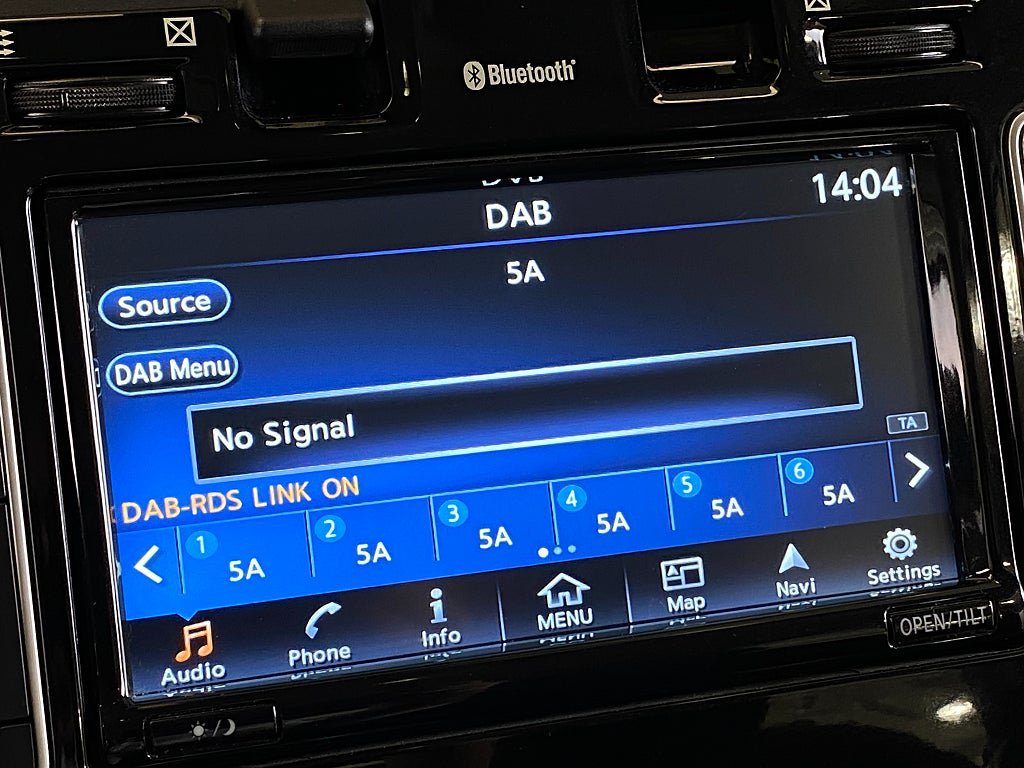 Bluetooth
DAB
14:04
5A
Source
DAB Menu
No Signal
TA
DAB-RDS LINK ON
1 5A
2 5A
3 5A
4 5A
5 5A
6 5A
Audio
Phone
Info
MENU
Map
Navi
Settings
OPEN/TILT